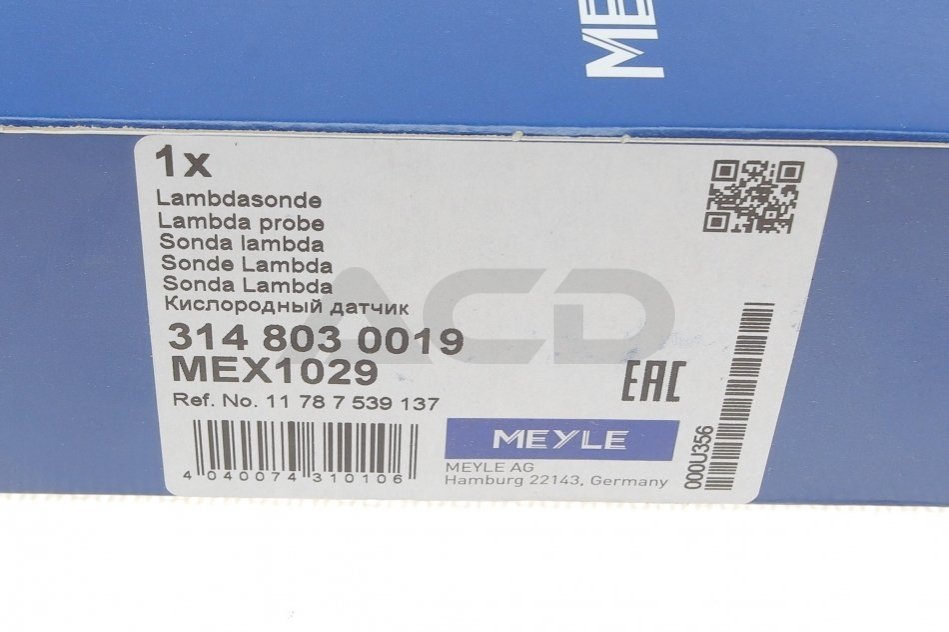 ME
1x
Lambdasonde
Lambda probe
Sonda lambda
Sonde Lambda
Sonda Lambda
Кислородный датчик
ACD
314 803 0019
MEX1029
Ref. No. 11 78 7 539 137
EAC
MEYLE
MEYLE AG
Hamburg 22143, Germany
4 040074 310106
000U356